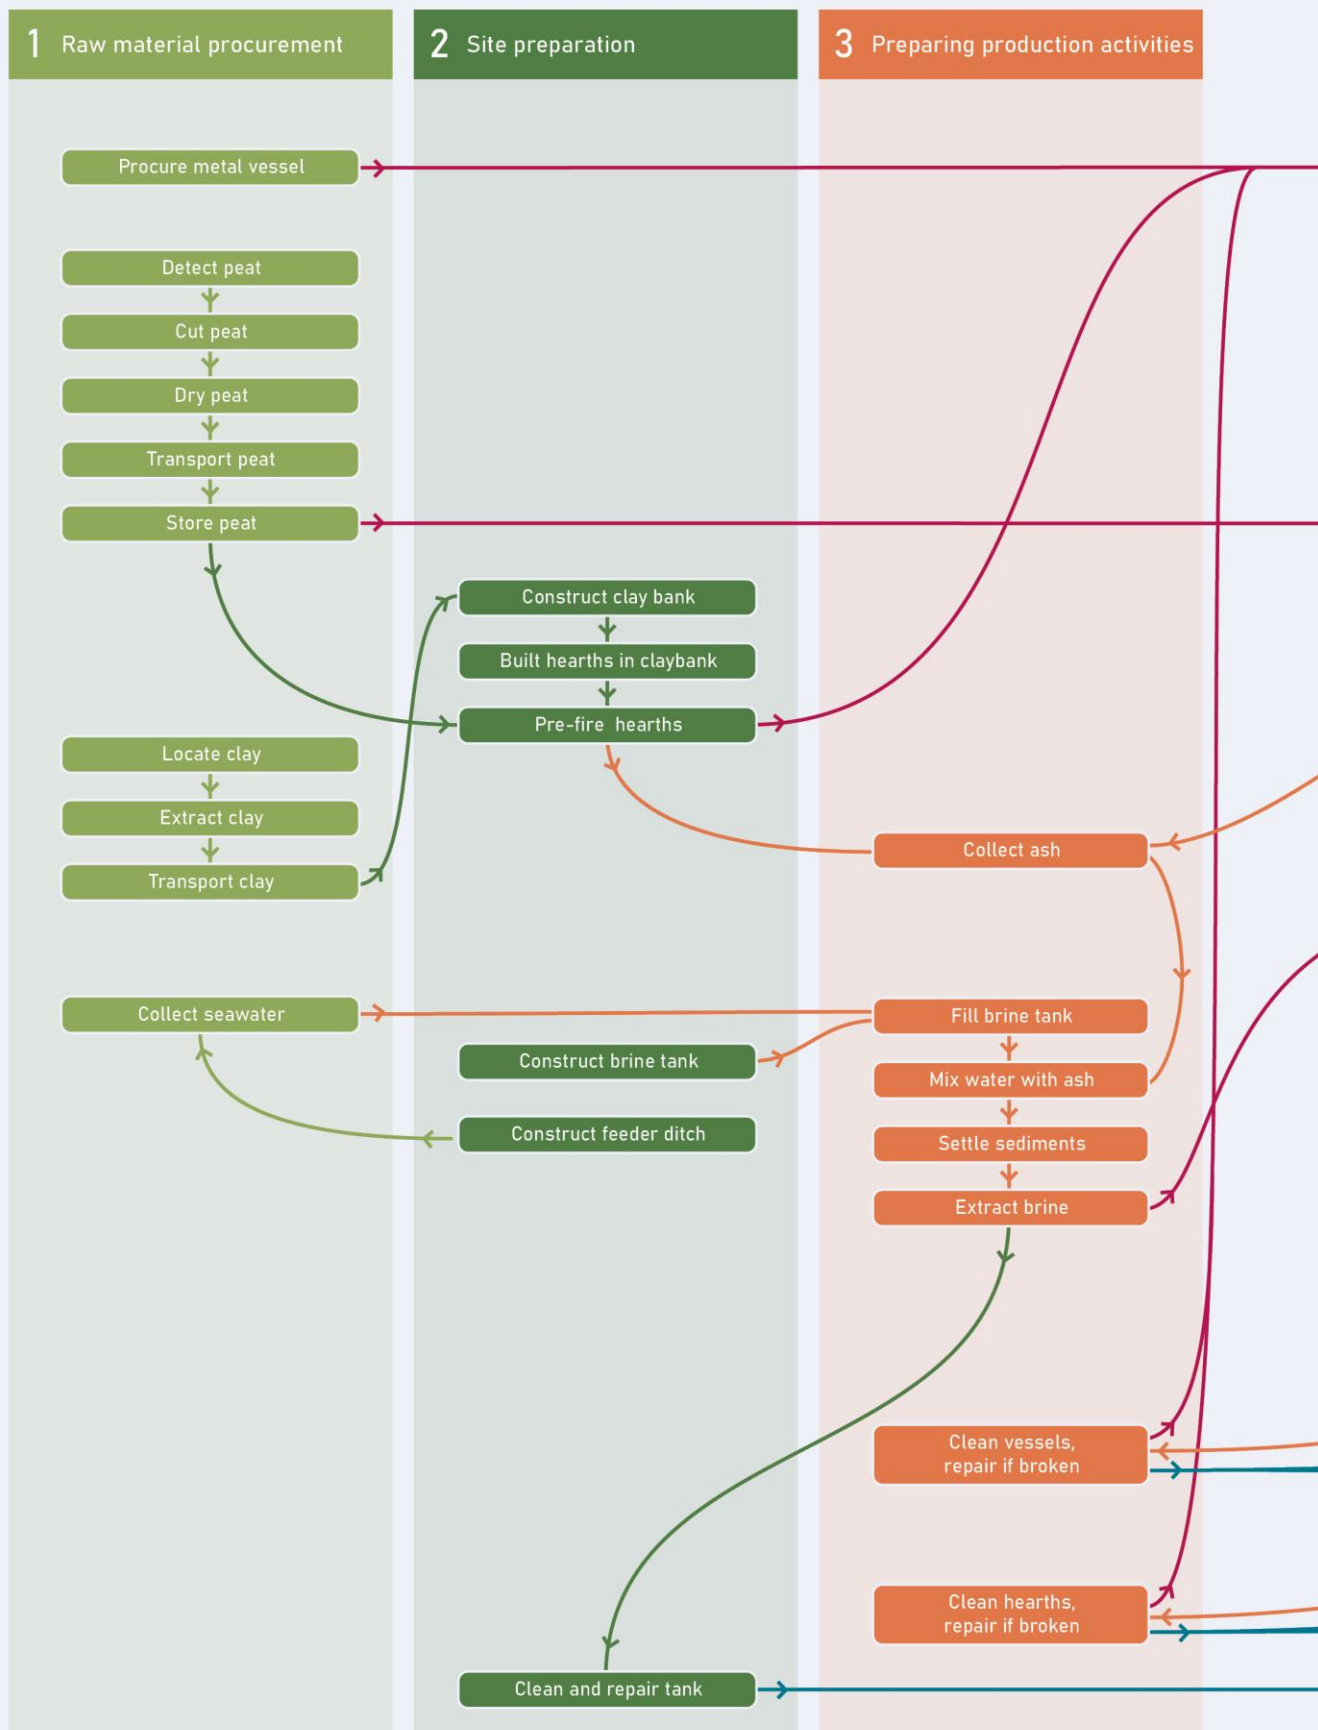 1 Raw material procurement
2 Site preparation
3 Preparing production activities
Procure metal vessel
Detect peat
Cut peat
Dry peat
Transport peat
Store peat
Locate clay
Extract clay
Transport clay
Collect seawater
Construct clay bank
Built hearths in claybank
Pre-fire hearths
Construct brine tank
Construct feeder ditch
Clean and repair tank
Collect ash
Fill brine tank
Mix water with ash
Settle sediments
Extract brine
Clean vessels,
repair if broken
Clean hearths,
repair if broken